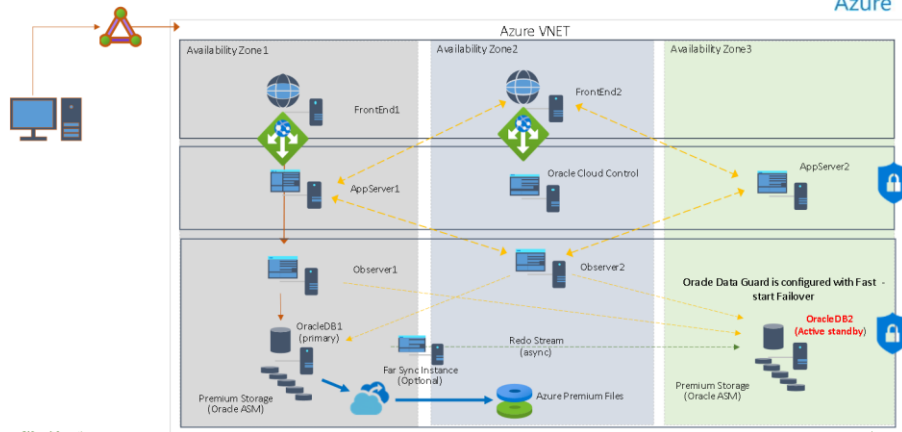 Azure
Azure VNET
Availability Zone1
Availability Zone2
Availability Zone3
FrontEnd1
FrontEnd2
AppServer1
Oracle Cloud Control
AppServer2
Observer1
Observer2
Oracle Data Guard is configured with Fast -
start Failover
OracleDB1
(primary)
OracleDB2
(Active standby)
Redo Stream
(async)
Far Sync Instance
(Optional)
Premium Storage
(Oracle ASM)
Azure Premium Files
Premium Storage
(Oracle ASM)